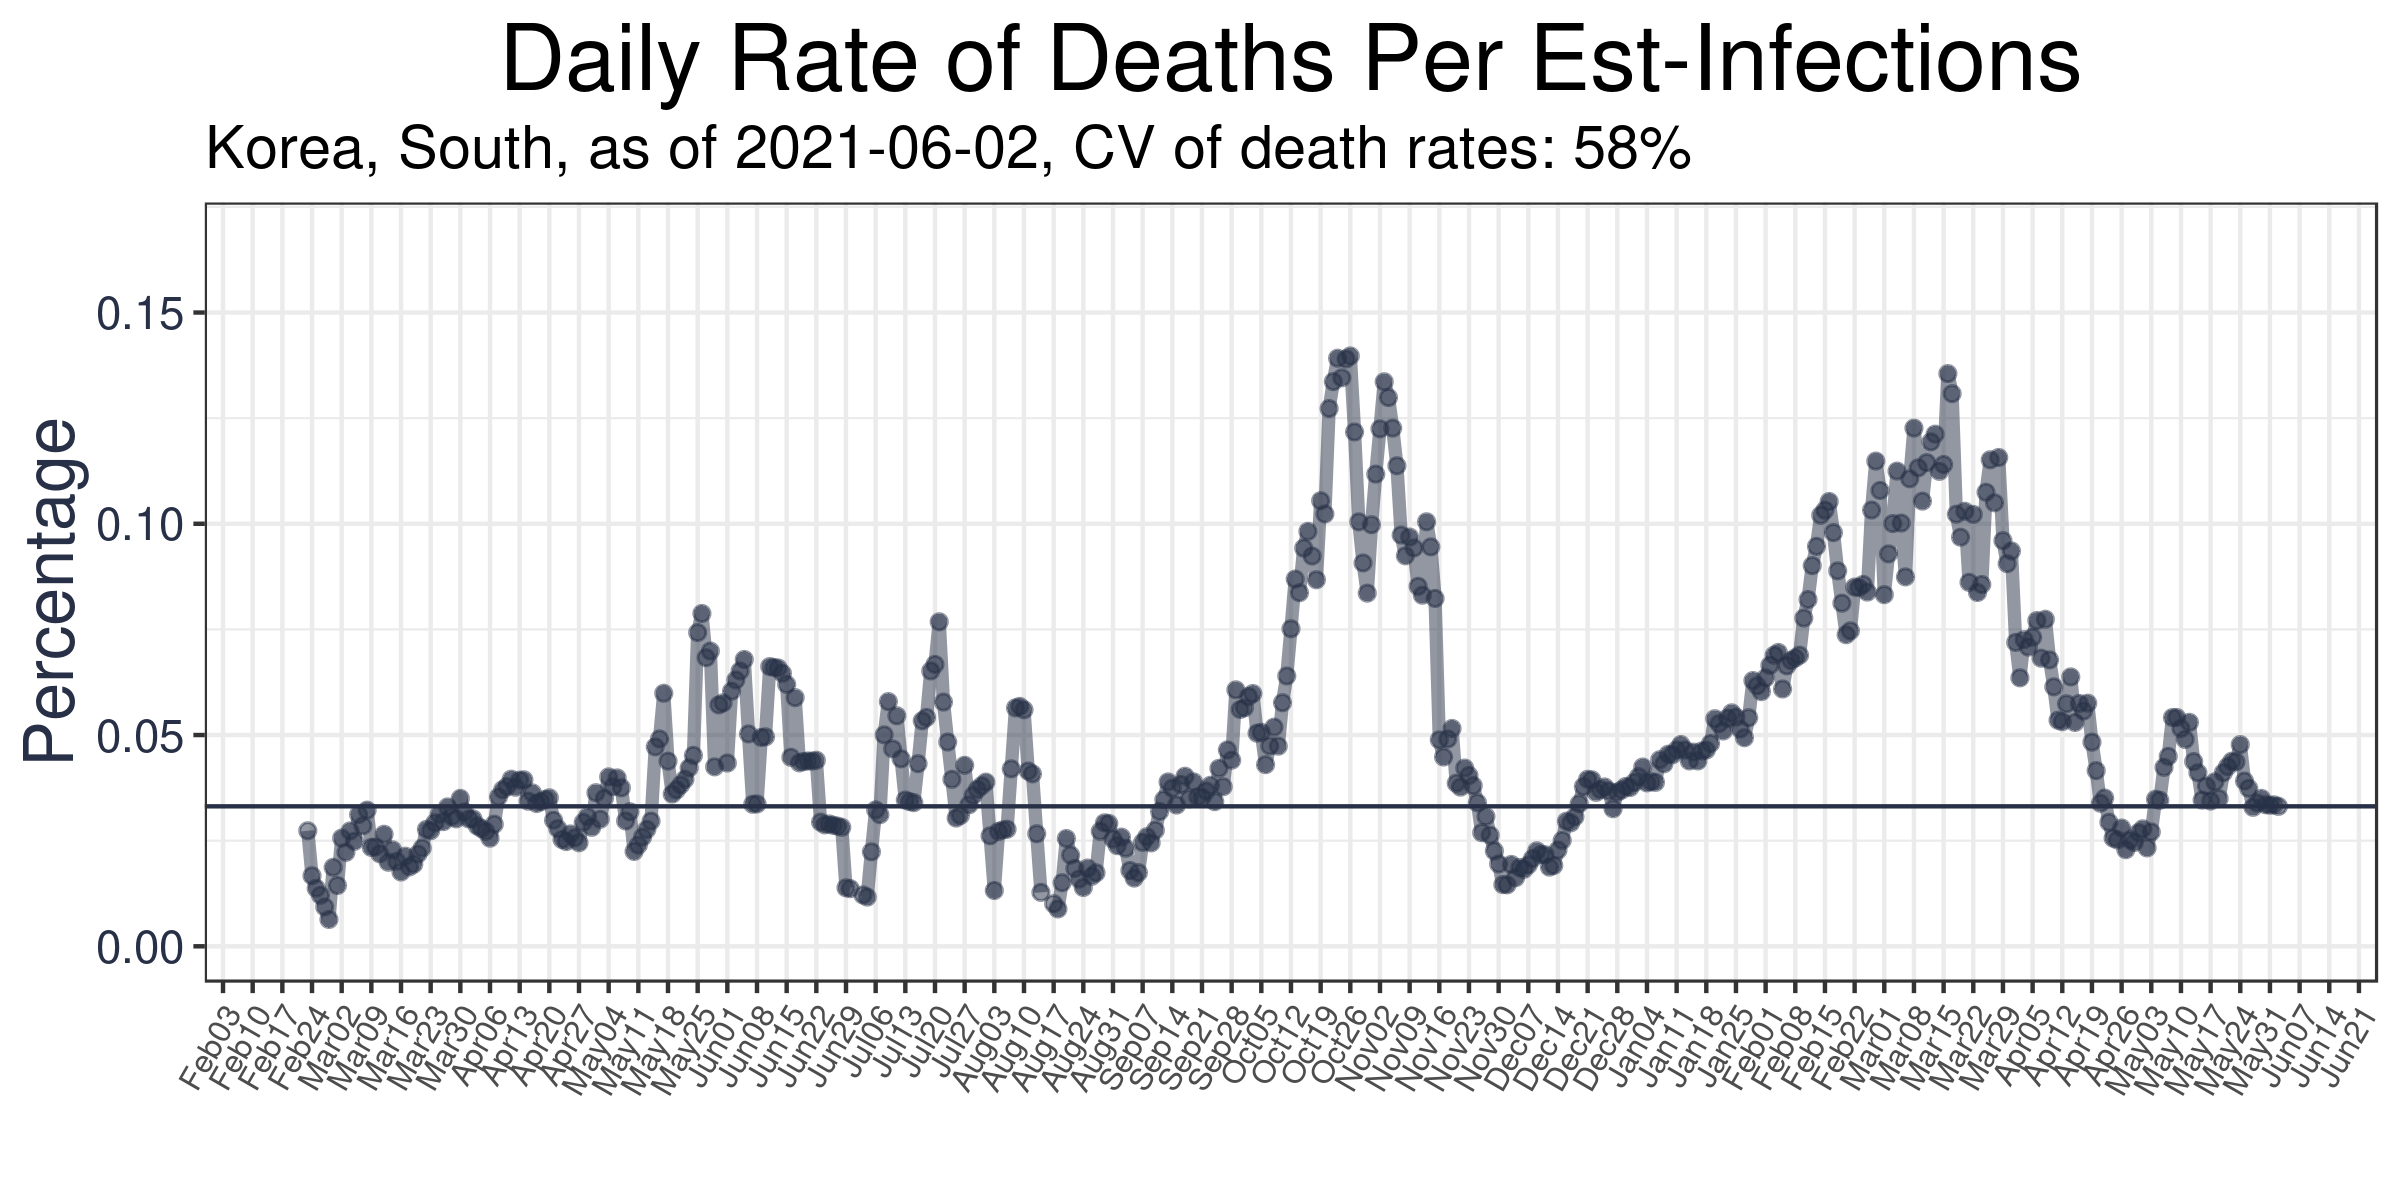 Daily Rate of Deaths Per Est-Infections
Korea, South, as of 2021-06-02, CV of death rates: 58%
Percentage
0.15
0.10
0.05
0.00
Feb03
Feb10
Feb17
Feb24
Mar02
Mar09
Mar16
Mar23
Mar30
Apr06
Apr13
Apr20
Apr27
May04
May11
May18
May25
Jun01
Jun08
Jun15
Jun22
Jun29
Jul06
Jul13
Jul20
Jul27
Aug03
Aug10
Aug17
Aug24
Aug31
Sep07
Sep14
Sep21
Sep28
Oct05
Oct12
Oct19
Oct26
Nov02
Nov09
Nov16
Nov23
Nov30
Dec07
Dec14
Dec21
Dec28
Jan04
Jan11
Jan18
Jan25
Feb01
Feb08
Feb15
Feb22
Mar01
Mar08
Mar15
Mar22
Mar29
Apr05
Apr12
Apr19
Apr26
May03
May10
May17
May24
May31
Jun07
Jun14
Jun21